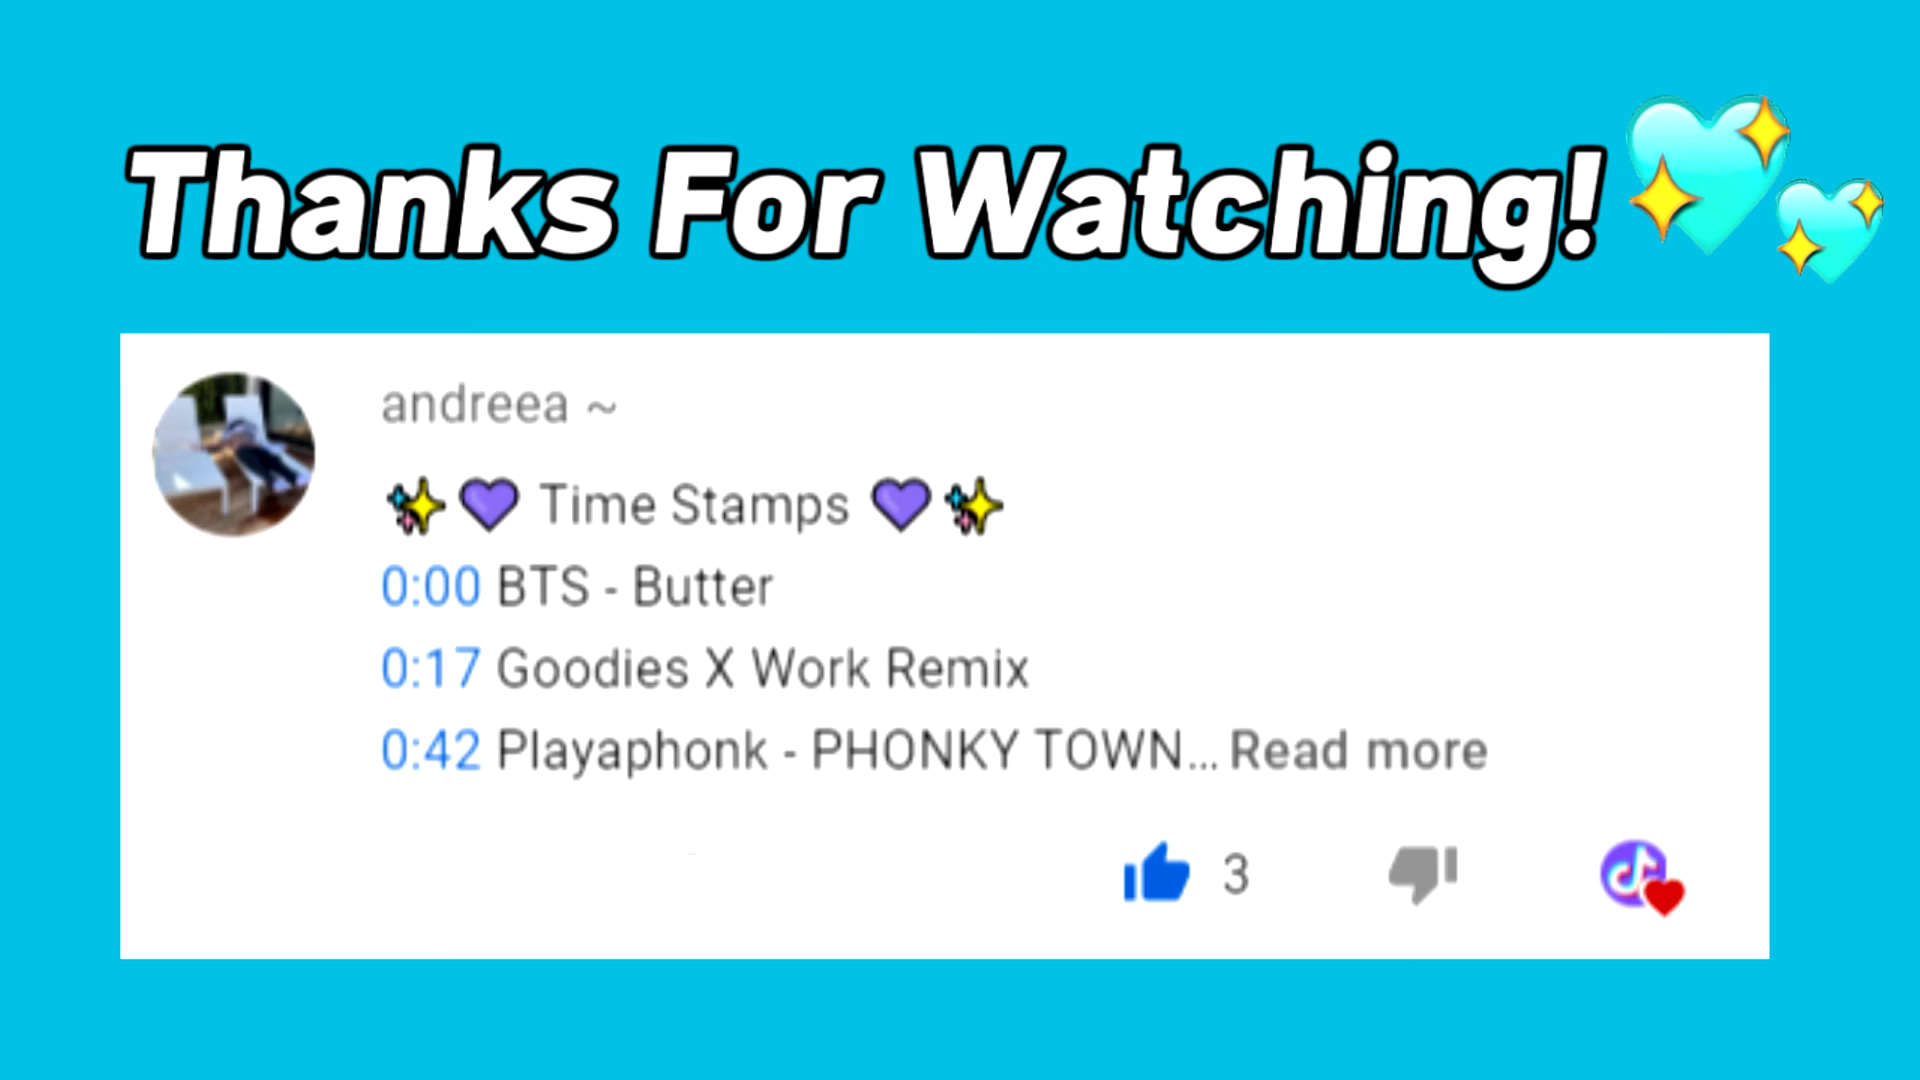 Thanks For Watching!
andreea ~
✨💜 Time Stamps 💜✨
0:00 BTS - Butter
0:17 Goodies X Work Remix
0:42 Playaphonk - PHONKY TOWN... Read more
3